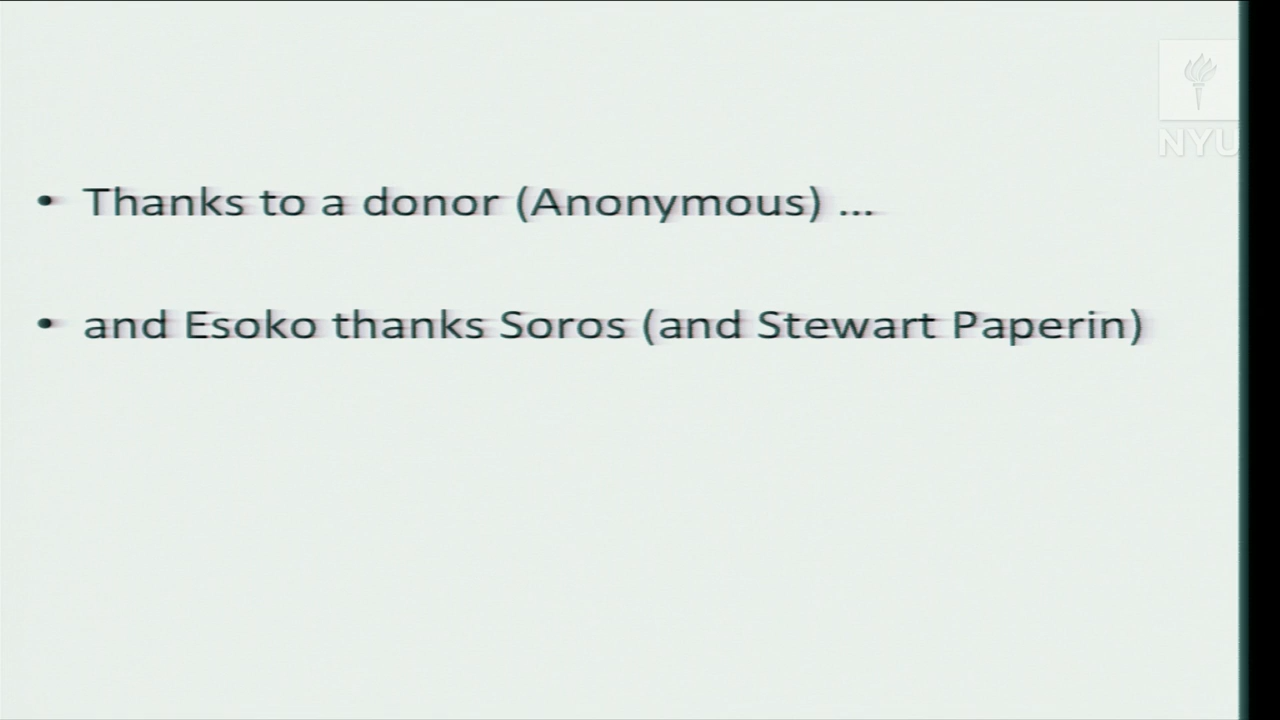 NYU
• Thanks to a donor (Anonymous) ...
• and Esoko thanks Soros (and Stewart Paperin)